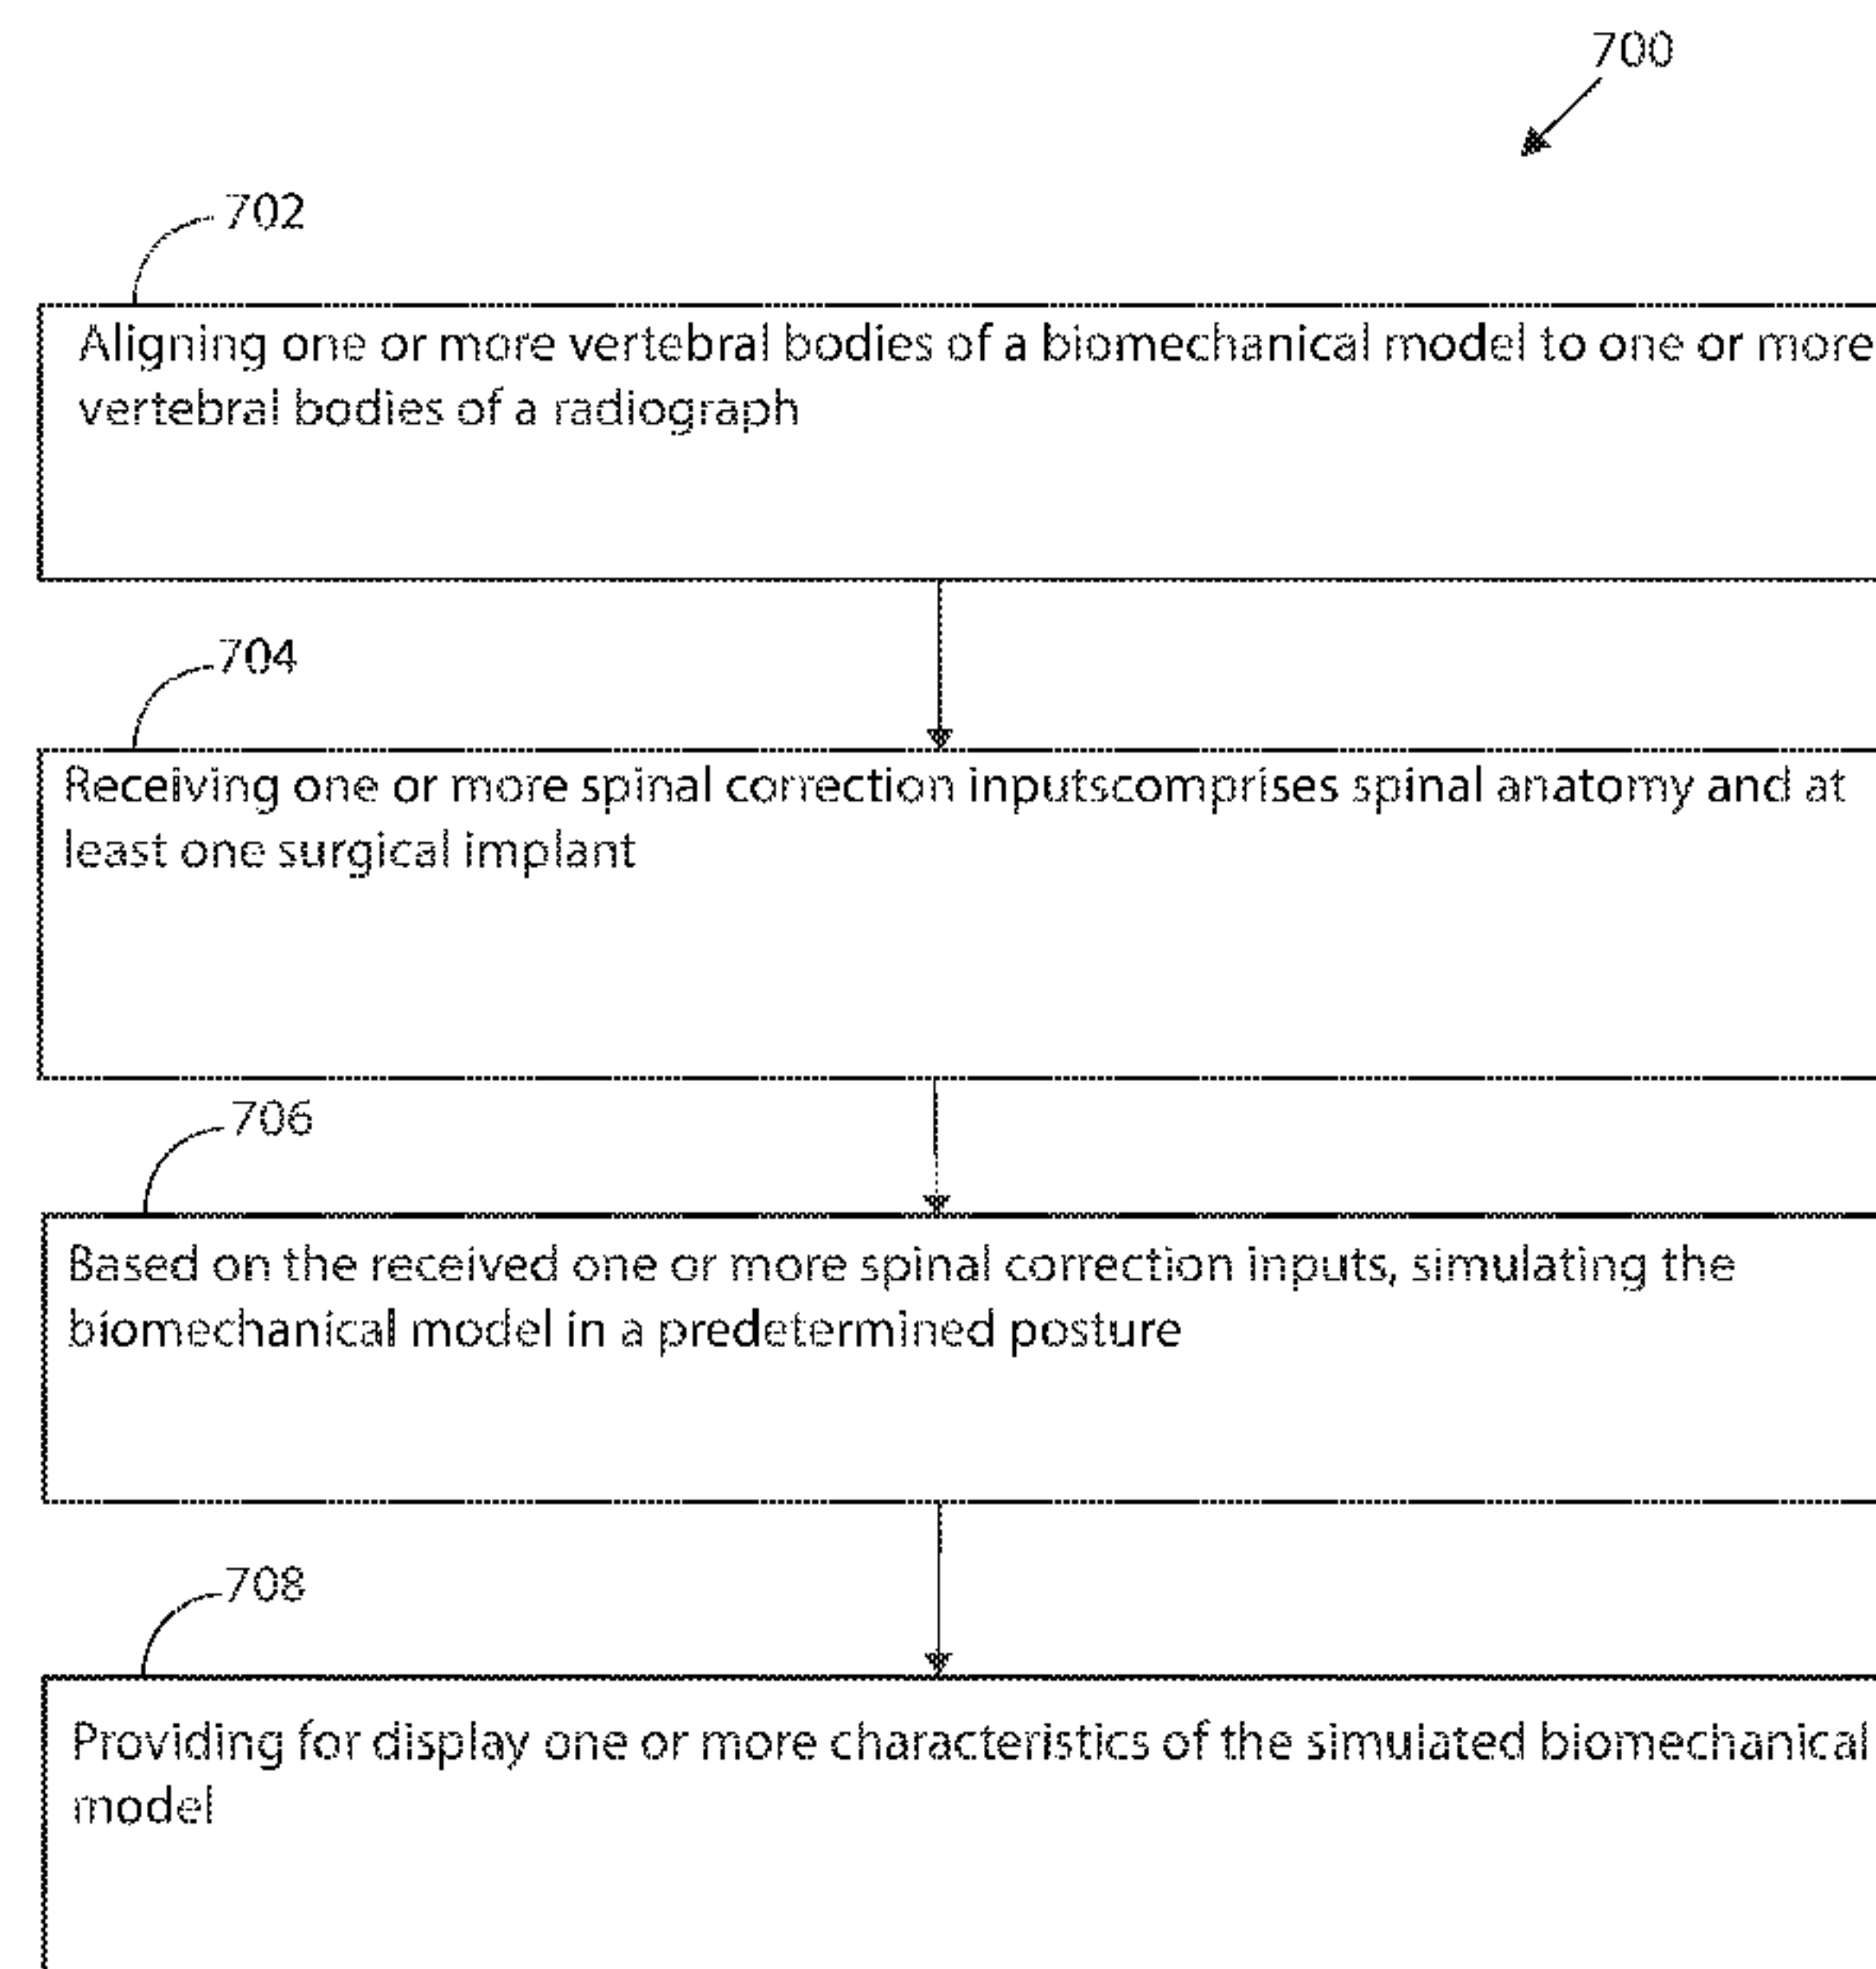 700
702
Aligning one or more vertebral bodies of a biomechanical model to one or more
vertebral bodies of a radiograph
704
Receiving one or more spinal correction inputscomprises spinal anatomy and at
least one surgical implant
706
Based on the received one or more spinal correction inputs, simulating the
biomechanical model in a predetermined posture
708
Providing for display one or more characteristics of the simulated biomechanical
model